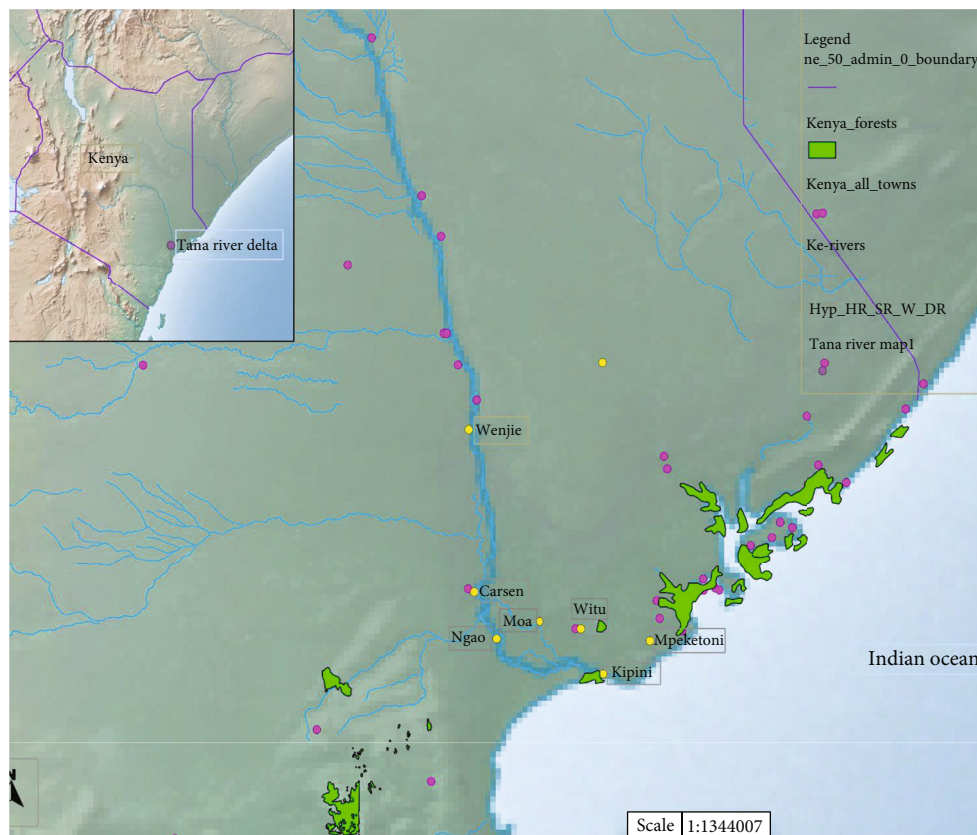 Kenya
Tana river delta
Legend
ne_50_admin_0_boundary
Kenya_forests
Kenya_all_towns
Ke-rivers
Hyp_HR_SR_W_DR
Tana river map1
Wenjie
Carsen
Moa
Witu
Ngao
Mpeketoni
Kipini
Indian ocean
N
Scale 1:1344007